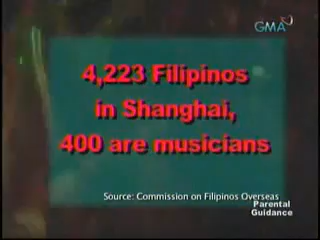 GMA
4,223 Filipinos
in Shanghai,
400 are musicians
Source: Commission on Filipinos Overseas
Parental
Guidance